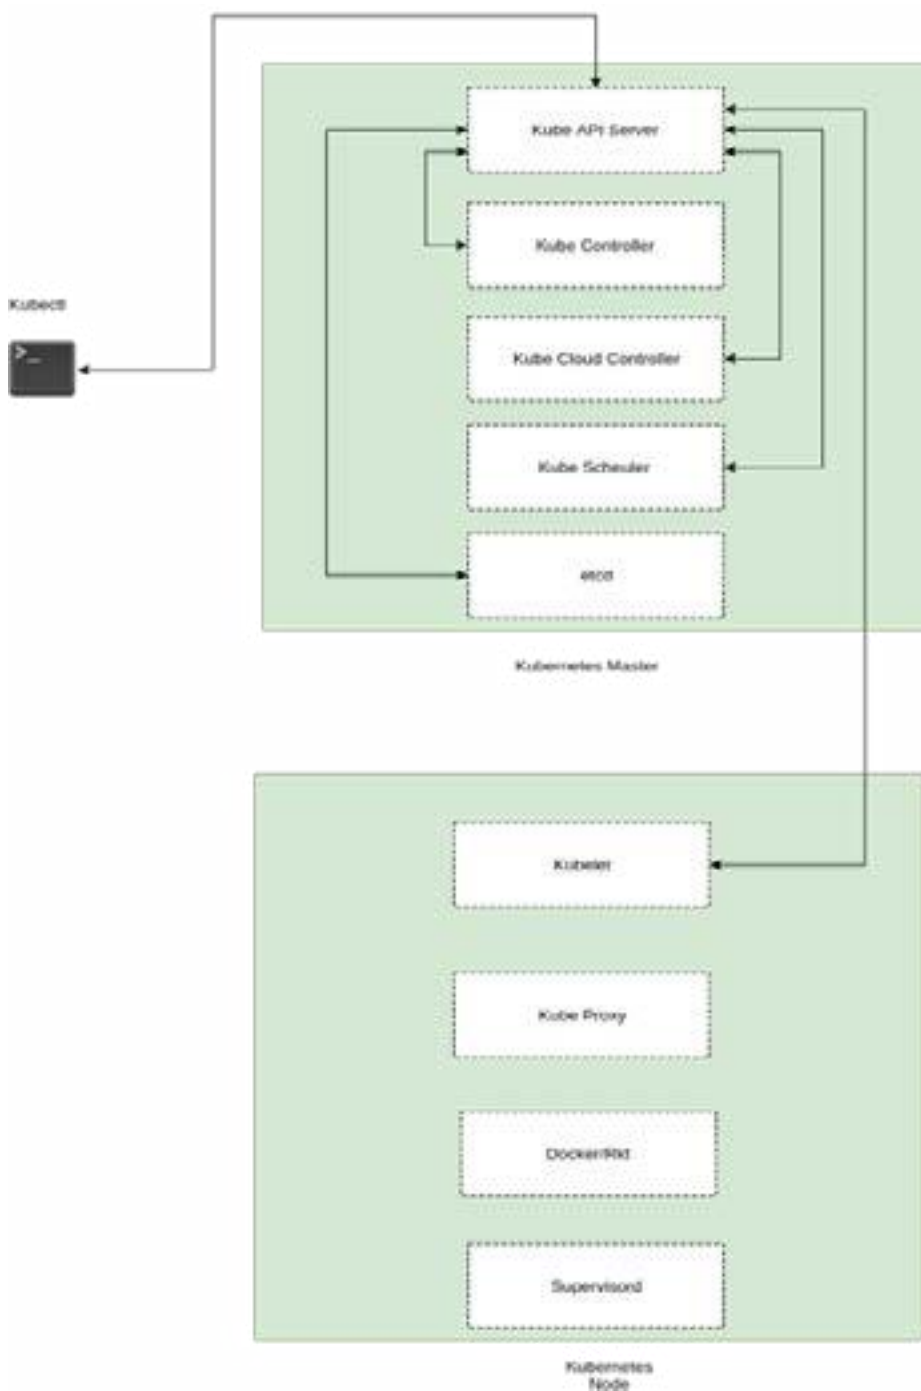 Kube API Server
Kube Controller
Kubectl
>_
Kube Cloud Controller
Kube Scheuler
etcd
Kubernetes Master
Kubelet
Kube Proxy
Docker/Rkt
Supervisord
Kubernetes
Node